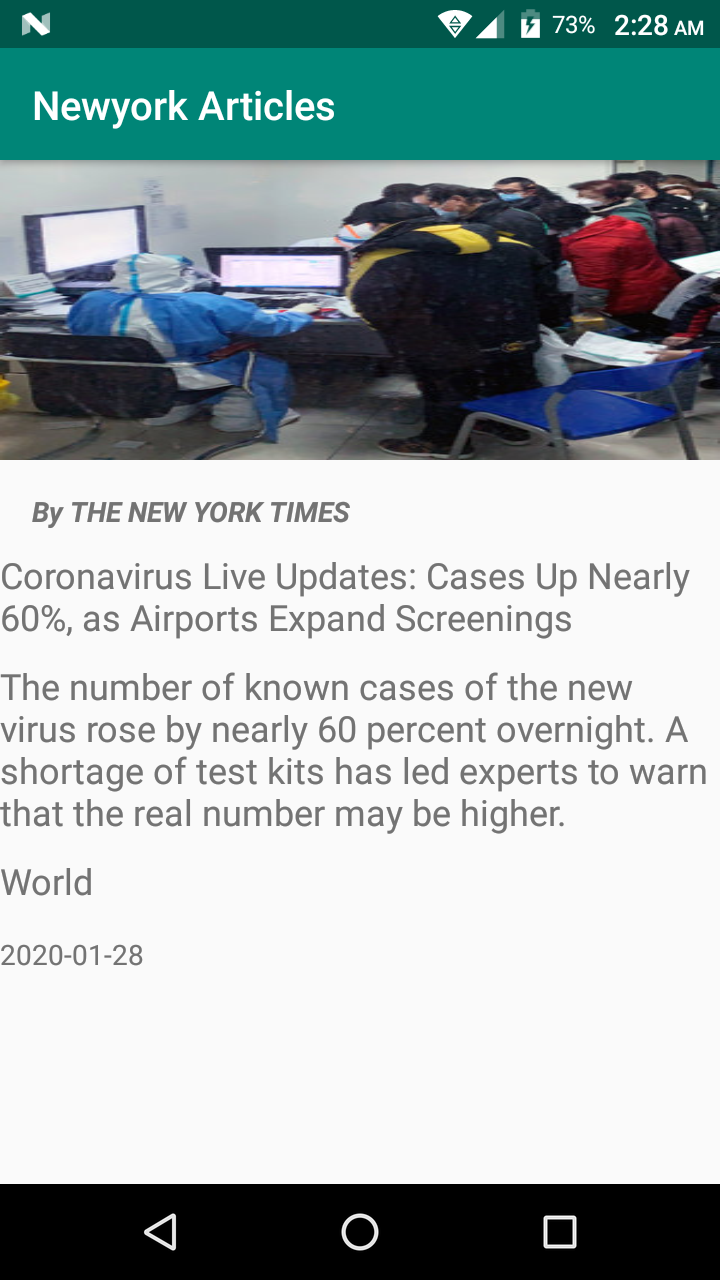 73% 2:28 AM
Newyork Articles
By THE NEW YORK TIMES
Coronavirus Live Updates: Cases Up Nearly
60%, as Airports Expand Screenings
The number of known cases of the new
virus rose by nearly 60 percent overnight. A
shortage of test kits has led experts to warn
that the real number may be higher.
World
2020-01-28